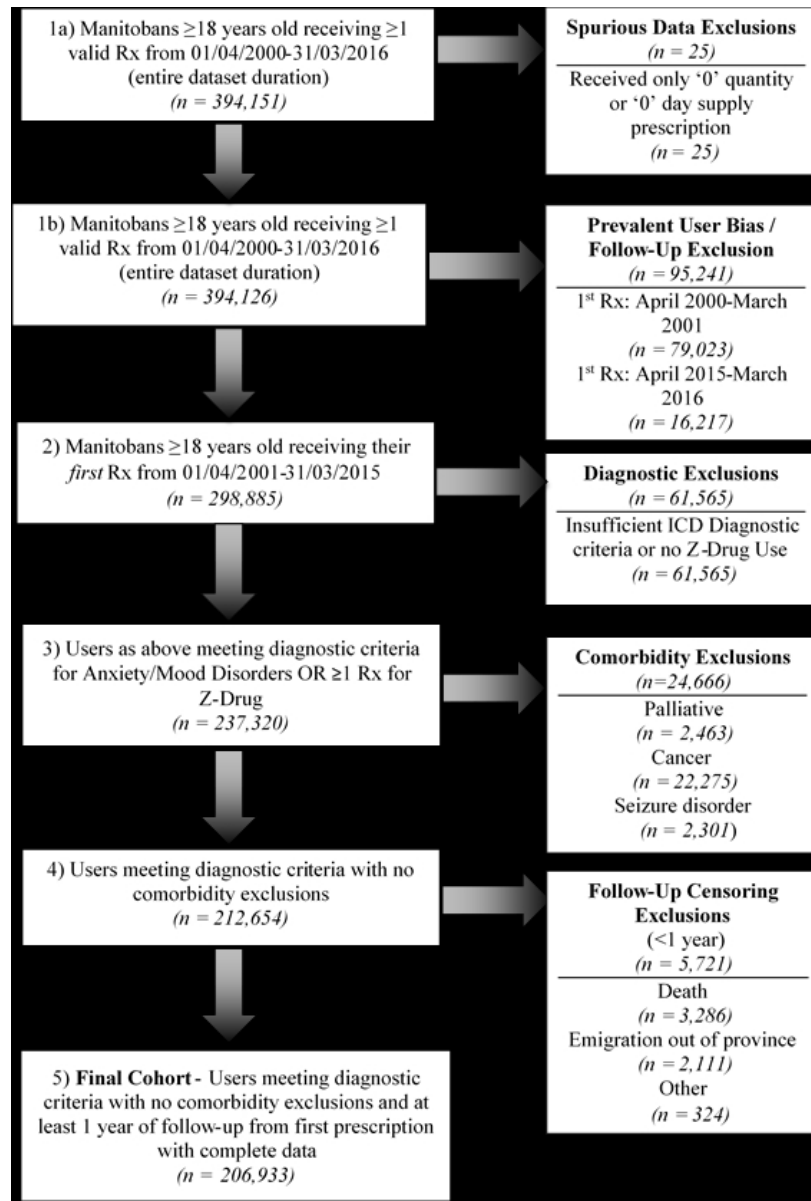 1a) Manitobans ≥18 years old receiving ≥1
valid Rx from 01/04/2000-31/03/2016
(entire dataset duration)
(n = 394,151)
Spurious Data Exclusions
(n = 25)
Received only ‘0’ quantity
or ‘0’ day supply
prescription
(n = 25)
1b) Manitobans ≥18 years old receiving ≥1
valid Rx from 01/04/2000-31/03/2016
(entire dataset duration)
(n = 394,126)
Prevalent User Bias /
Follow-Up Exclusion
(n = 95,241)
1st Rx: April 2000-March
2001
(n = 79,023)
1st Rx: April 2015-March
2016
(n = 16,217)
2) Manitobans ≥18 years old receiving their
first Rx from 01/04/2001-31/03/2015
(n = 298,885)
Diagnostic Exclusions
(n = 61,565)
Insufficient ICD Diagnostic
criteria or no Z-Drug Use
(n = 61,565)
3) Users as above meeting diagnostic criteria
for Anxiety/Mood Disorders OR ≥1 Rx for
Z-Drug
(n = 237,320)
Comorbidity Exclusions
(n=24,666)
Palliative
(n = 2,463)
Cancer
(n = 22,275)
Seizure disorder
(n = 2,301)
4) Users meeting diagnostic criteria with no
comorbidity exclusions
(n = 212,654)
Follow-Up Censoring
Exclusions
(<1 year)
(n = 5,721)
Death
(n = 3,286)
Emigration out of province
(n = 2,111)
Other
(n = 324)
5) Final Cohort - Users meeting diagnostic
criteria with no comorbidity exclusions and at
least 1 year of follow-up from first prescription
with complete data
(n = 206,933)